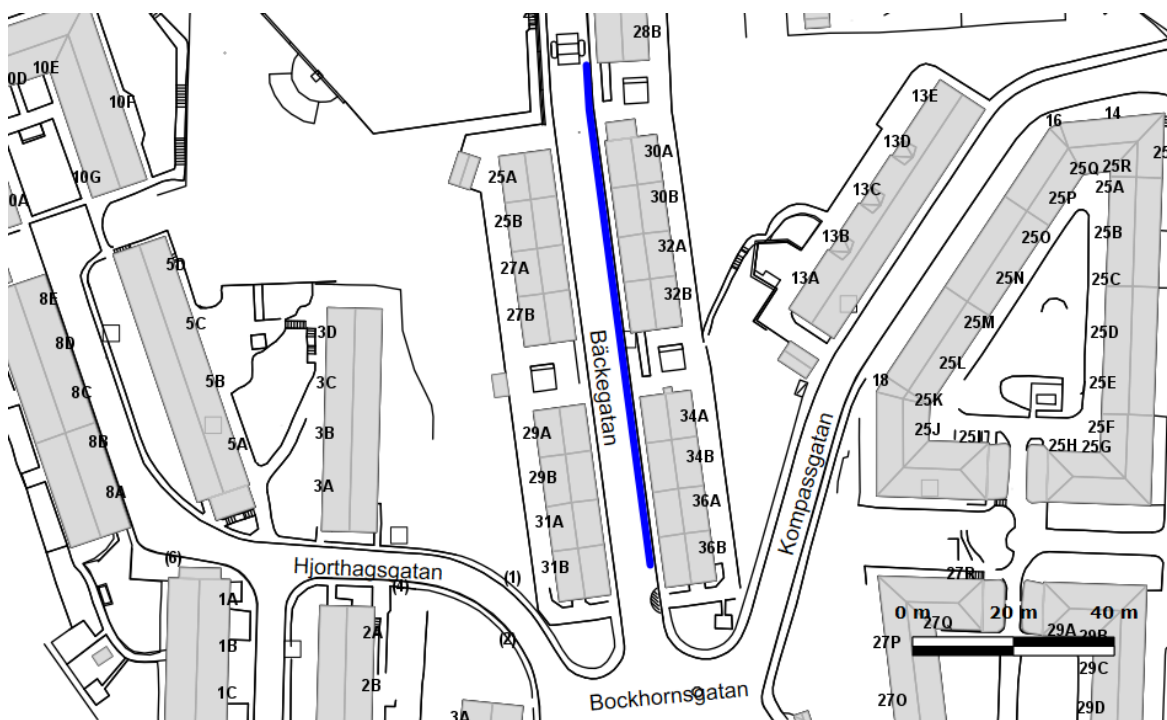 28B
10E
0D
10F
13E
14
16
13D
30A
25
25A
10G
25Q 25R
25A
30B
13C
25P
0A
25B
25B
25O
13B
32A
5D
27A
25N
25C
13A
8E
32B
27B
5C
3D
25M
25D
8D
Bäckegatan
25L
5B
3C
18
25E
8C
25K
34A
29A
3B
25J
25I
25F
8B
5A
25H 25G
34B
29B
Kompassgatan
3A
8A
36A
31A
36B
(6)
Hjorthagsgatan
31B
(1)
27R
(4)
1A
0 m 20 m 40 m
27Q
2A
(2)
29A 29B
27P
1B
29C
2B
1C
Bockhornsgatan
27O
29D
3A